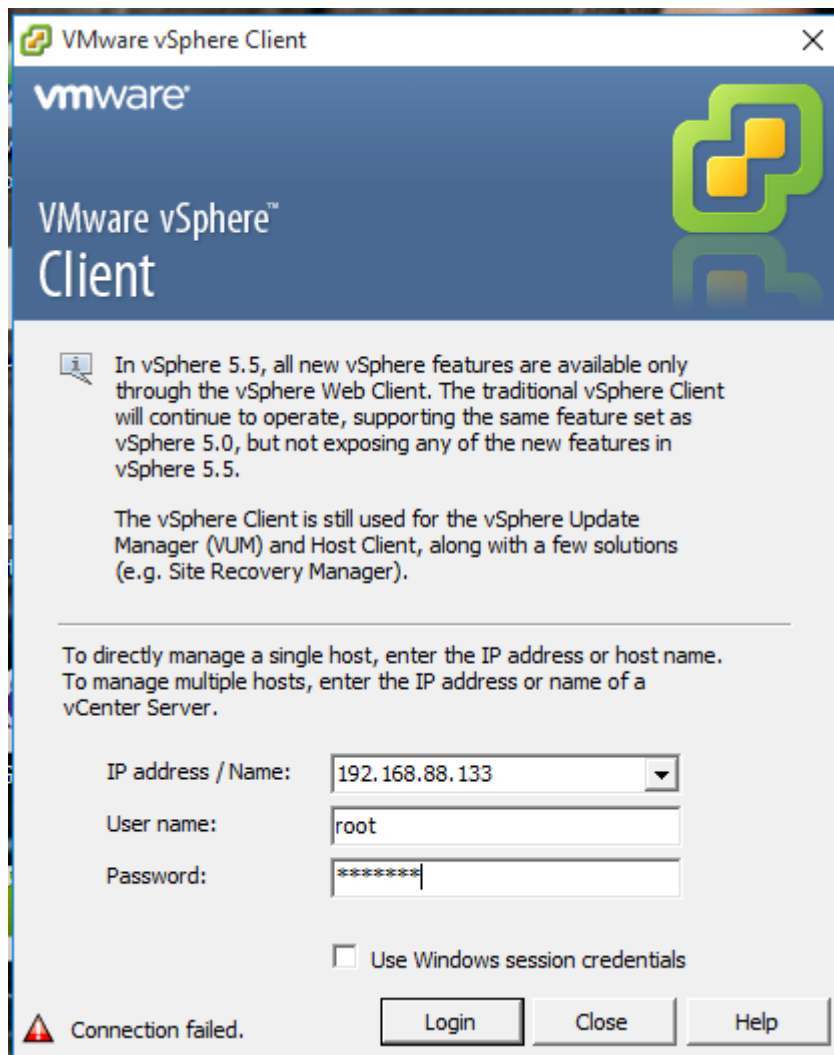 VMware vSphere Client
vmware
VMware vSphere™
Client
In vSphere 5.5, all new vSphere features are available only
through the vSphere Web Client. The traditional vSphere Client
will continue to operate, supporting the same feature set as
vSphere 5.0, but not exposing any of the new features in
vSphere 5.5.
The vSphere Client is still used for the vSphere Update
Manager (VUM) and Host Client, along with a few solutions
(e.g. Site Recovery Manager).
To directly manage a single host, enter the IP address or host name.
To manage multiple hosts, enter the IP address or name of a
vCenter Server.
IP address / Name: 192.168.88.133
User name: root
Password: *******
Use Windows session credentials
Connection failed. Login Close Help